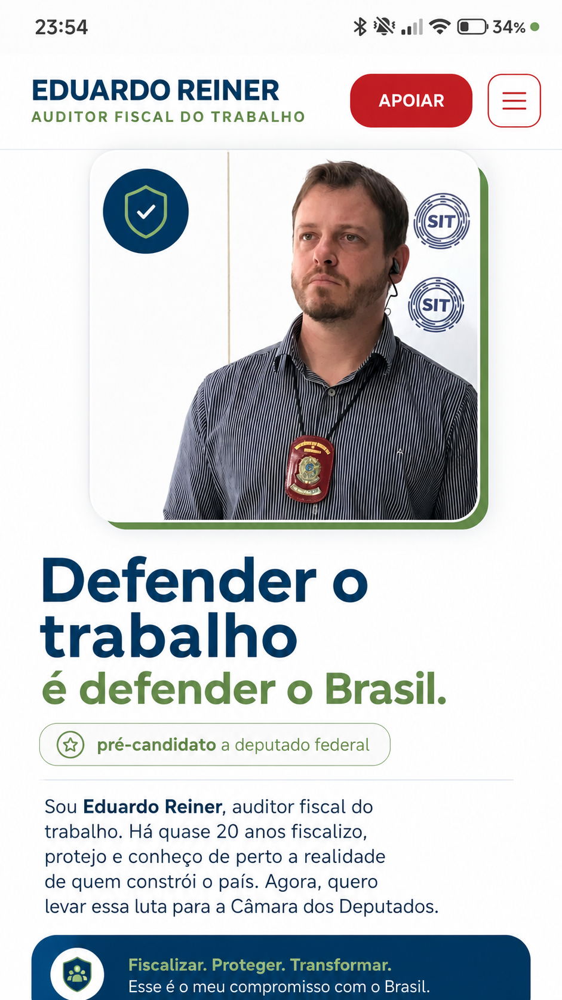 23:54
34%
EDUARDO REINER
AUDITOR FISCAL DO TRABALHO
APOIAR
SIT
SIT
Defender o
trabalho
é defender o Brasil.
pré-candidato a deputado federal
Sou Eduardo Reiner, auditor fiscal do
trabalho. Há quase 20 anos fiscalizo,
protejo e conheço de perto a realidade
de quem constrói o país. Agora, quero
levar essa luta para a Câmara dos Deputados.
Fiscalizar. Proteger. Transformar.
Esse é o meu compromisso com o Brasil.